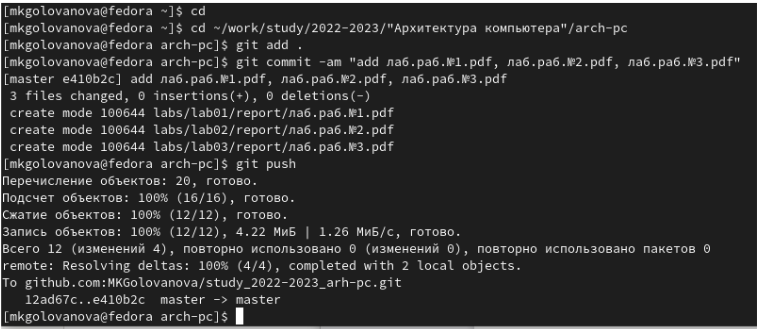 [mkgolovanova@fedora ~]$ cd
[mkgolovanova@fedora ~]$ cd ~/work/study/2022-2023/"Архитектура компьютера"/arch-pc
[mkgolovanova@fedora arch-pc]$ git add .
[mkgolovanova@fedora arch-pc]$ git commit -am "add лаб.раб.№1.pdf, лаб.раб.№2.pdf, лаб.раб.№3.pdf"
[master e410b2c] add лаб.раб.№1.pdf, лаб.раб.№2.pdf, лаб.раб.№3.pdf
 3 files changed, 0 insertions(+), 0 deletions(-)
 create mode 100644 labs/lab01/report/лаб.раб.№1.pdf
 create mode 100644 labs/lab02/report/лаб.раб.№2.pdf
 create mode 100644 labs/lab03/report/лаб.раб.№3.pdf
[mkgolovanova@fedora arch-pc]$ git push
Перечисление объектов: 20, готово.
Подсчет объектов: 100% (16/16), готово.
Сжатие объектов: 100% (12/12), готово.
Запись объектов: 100% (12/12), 4.22 МиБ | 1.26 МиБ/с, готово.
Всего 12 (изменений 4), повторно использовано 0 (изменений 0), повторно использовано пакетов 0
remote: Resolving deltas: 100% (4/4), completed with 2 local objects.
To github.com:MKGolovanova/study_2022-2023_arh-pc.git
   12ad67c..e410b2c  master -> master
[mkgolovanova@fedora arch-pc]$